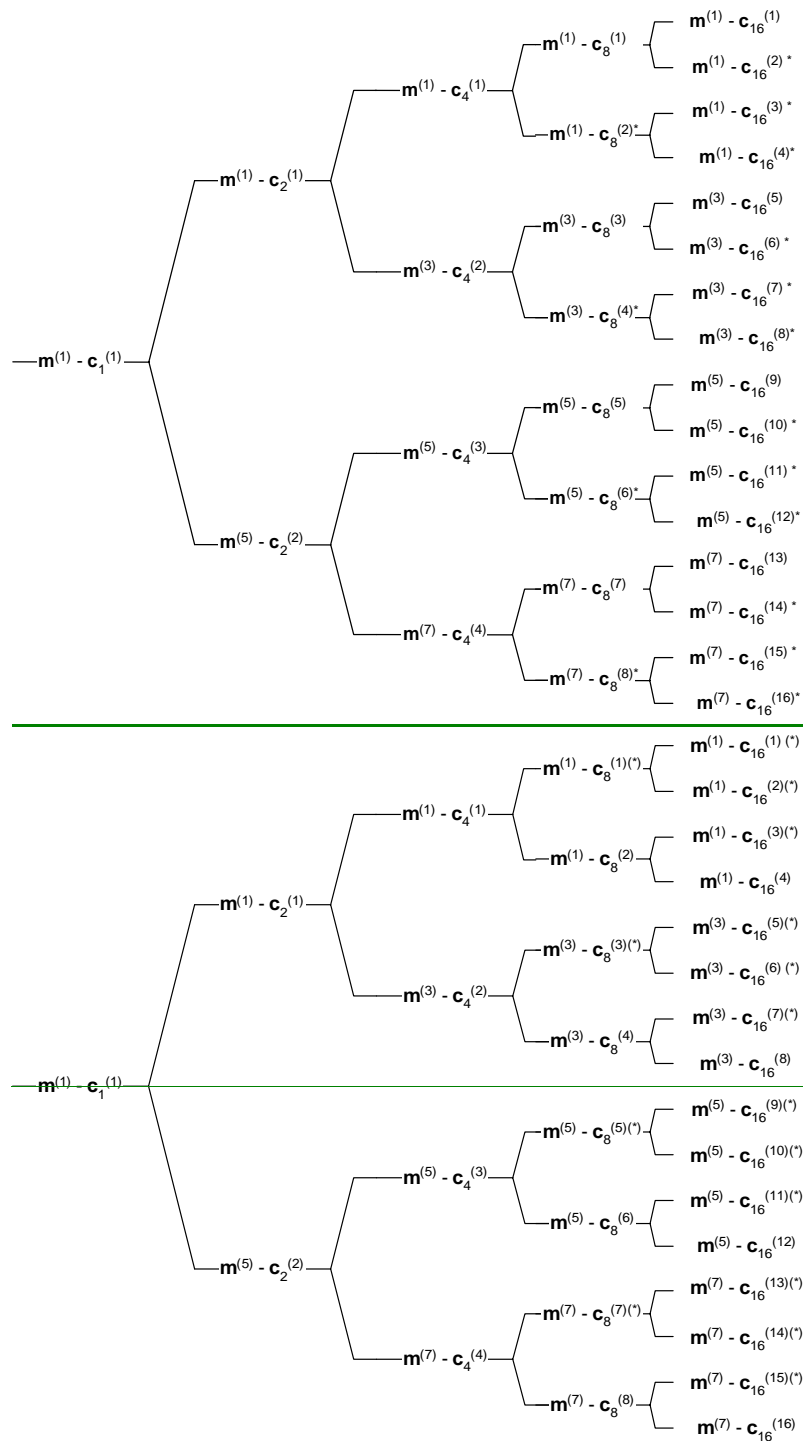 m(1) - c16(1)
m(1) - c8(1)
m(1) - c16(2) *
m(1) - c4(1)
m(1) - c16(3) *
m(1) - c8(2)*
m(1) - c16(4)*
m(1) - c2(1)
m(3) - c16(5)
m(3) - c8(3)
m(3) - c16(6) *
m(3) - c4(2)
m(3) - c16(7) *
m(3) - c8(4)*
m(3) - c16(8)*
m(1) - c1(1)
m(5) - c16(9)
m(5) - c8(5)
m(5) - c16(10) *
m(5) - c4(3)
m(5) - c16(11) *
m(5) - c8(6)*
m(5) - c16(12)*
m(5) - c2(2)
m(7) - c16(13)
m(7) - c8(7)
m(7) - c16(14) *
m(7) - c4(4)
m(7) - c16(15) *
m(7) - c8(8)*
m(7) - c16(16)*
m(1) - c16(1) (*)
m(1) - c8(1)(*)
m(1) - c16(2)(*)
m(1) - c4(1)
m(1) - c16(3)(*)
m(1) - c8(2)
m(1) - c16(4)
m(1) - c2(1)
m(3) - c16(5)(*)
m(3) - c8(3)(*)
m(3) - c16(6) (*)
m(3) - c4(2)
m(3) - c16(7)(*)
m(3) - c8(4)
m(3) - c16(8)
m(1) - c1(1)
m(5) - c16(9)(*)
m(5) - c8(5)(*)
m(5) - c16(10)(*)
m(5) - c4(3)
m(5) - c16(11)(*)
m(5) - c8(6)
m(5) - c16(12)
m(5) - c2(2)
m(7) - c16(13)(*)
m(7) - c8(7)(*)
m(7) - c16(14)(*)
m(7) - c4(4)
m(7) - c16(15)(*)
m(7) - c8(8)
m(7) - c16(16)